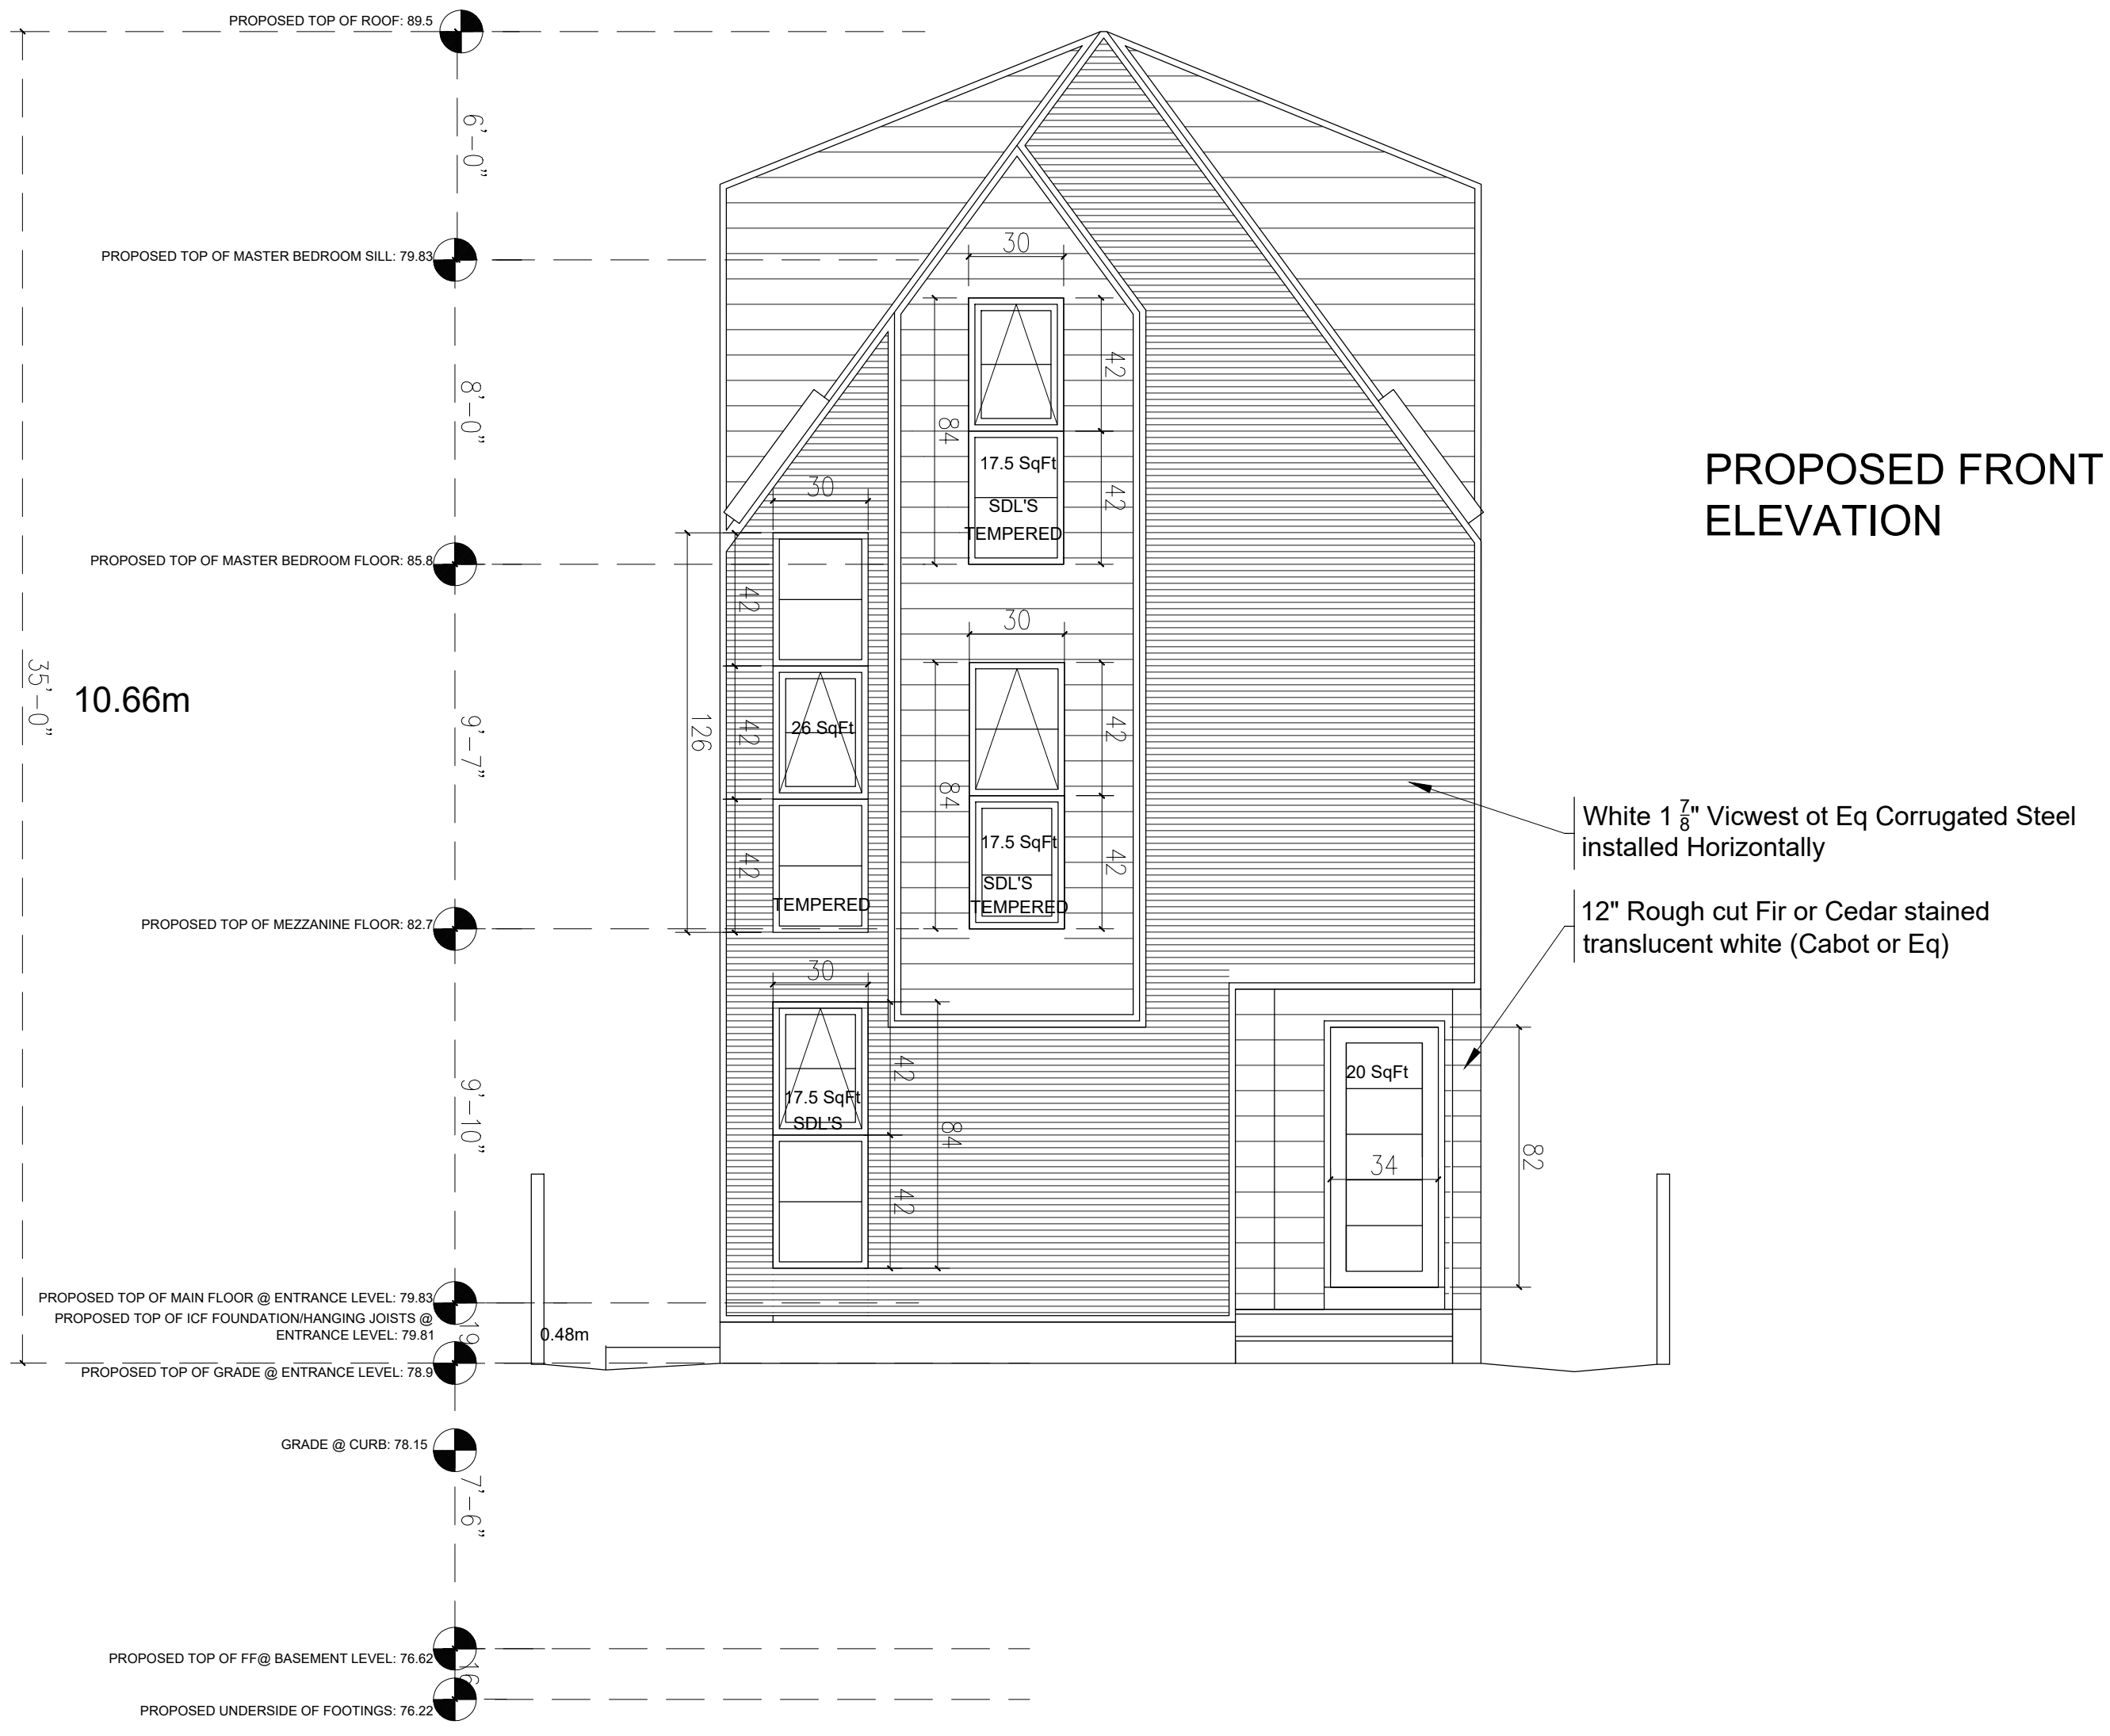 PROPOSED TOP OF ROOF: 89.5
6'-0"
PROPOSED TOP OF MASTER BEDROOM SILL: 79.83
30
42
8'-0"
84
17.5 SqFt
42
SDL'S
TEMPERED
30
PROPOSED FRONT
ELEVATION
PROPOSED TOP OF MASTER BEDROOM FLOOR: 85.8
42
30
35'-0"
10.66m
9'-7"
126
42
26 SqFt
42
84
17.5 SqFt
42
SDL'S
TEMPERED
42
TEMPERED
White 1 7/8" Vicwest ot Eq Corrugated Steel
installed Horizontally
12" Rough cut Fir or Cedar stained
translucent white (Cabot or Eq)
PROPOSED TOP OF MEZZANINE FLOOR: 82.7
30
9'-10"
42
17.5 SqFt
SDL'S
84
42
20 SqFt
34
82
PROPOSED TOP OF MAIN FLOOR @ ENTRANCE LEVEL: 79.83
PROPOSED TOP OF ICF FOUNDATION/HANGING JOISTS @
ENTRANCE LEVEL: 79.81
19
0.48m
PROPOSED TOP OF GRADE @ ENTRANCE LEVEL: 78.9
GRADE @ CURB: 78.15
7'-6"
PROPOSED TOP OF FF@ BASEMENT LEVEL: 76.62
16
PROPOSED UNDERSIDE OF FOOTINGS: 76.22